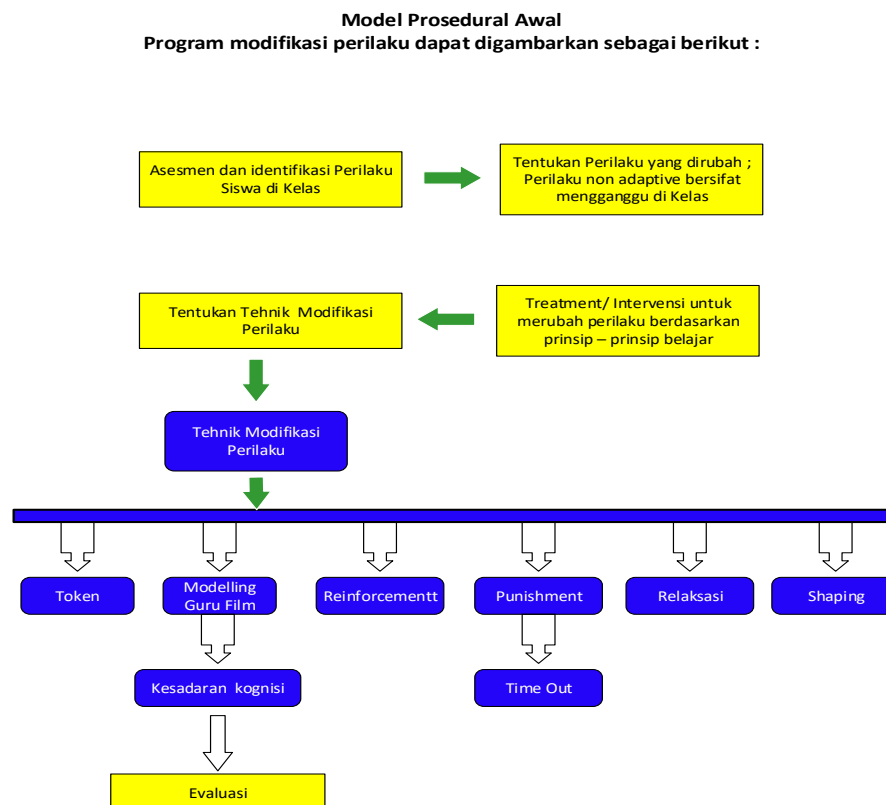 Model Prosedural Awal
Program modifikasi perilaku dapat digambarkan sebagai berikut :
Asesmen dan identifikasi Perilaku
Siswa di Kelas
Tentukan Perilaku yang dirubah ;
Perilaku non adaptive bersifat
mengganggu di Kelas
Tentukan Tehnik Modifikasi
Perilaku
Treatment/ Intervensi untuk
merubah perilaku berdasarkan
prinsip – prinsip belajar
Tehnik Modifikasi
Perilaku
Token
Modelling
Guru Film
Reinforcementt
Punishment
Relaksasi
Shaping
Kesadaran kognisi
Time Out
Evaluasi